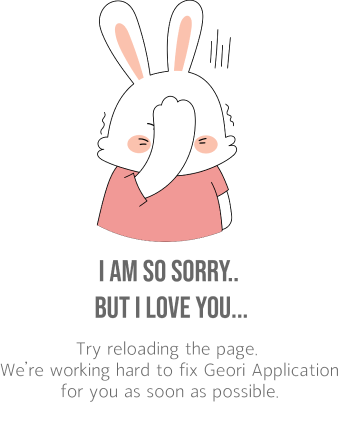 I AM SO SORRY..
BUT I LOVE YOU...
Try reloading the page.
We're working hard to fix Geori Application
for you as soon as possible.